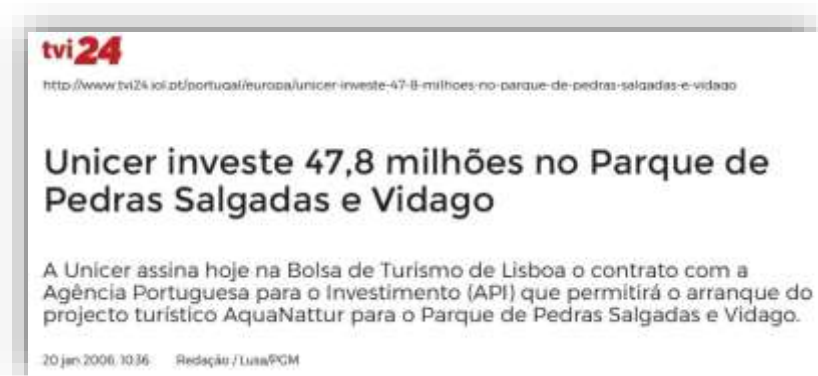 tvi24
http://www.tvi24.iol.pt/portugal/europa/unicer-investe-47-8-milhoes-no-parque-de-pedras-salgadas-e-vidago
Unicer investe 47,8 milhões no Parque de
Pedras Salgadas e Vidago
A Unicer assina hoje na Bolsa de Turismo de Lisboa o contrato com a
Agência Portuguesa para o Investimento (API) que permitirá o arranque do
projecto turístico AquaNattur para o Parque de Pedras Salgadas e Vidago.
20 jan 2006, 10:36 Redação / Lusa/PGM